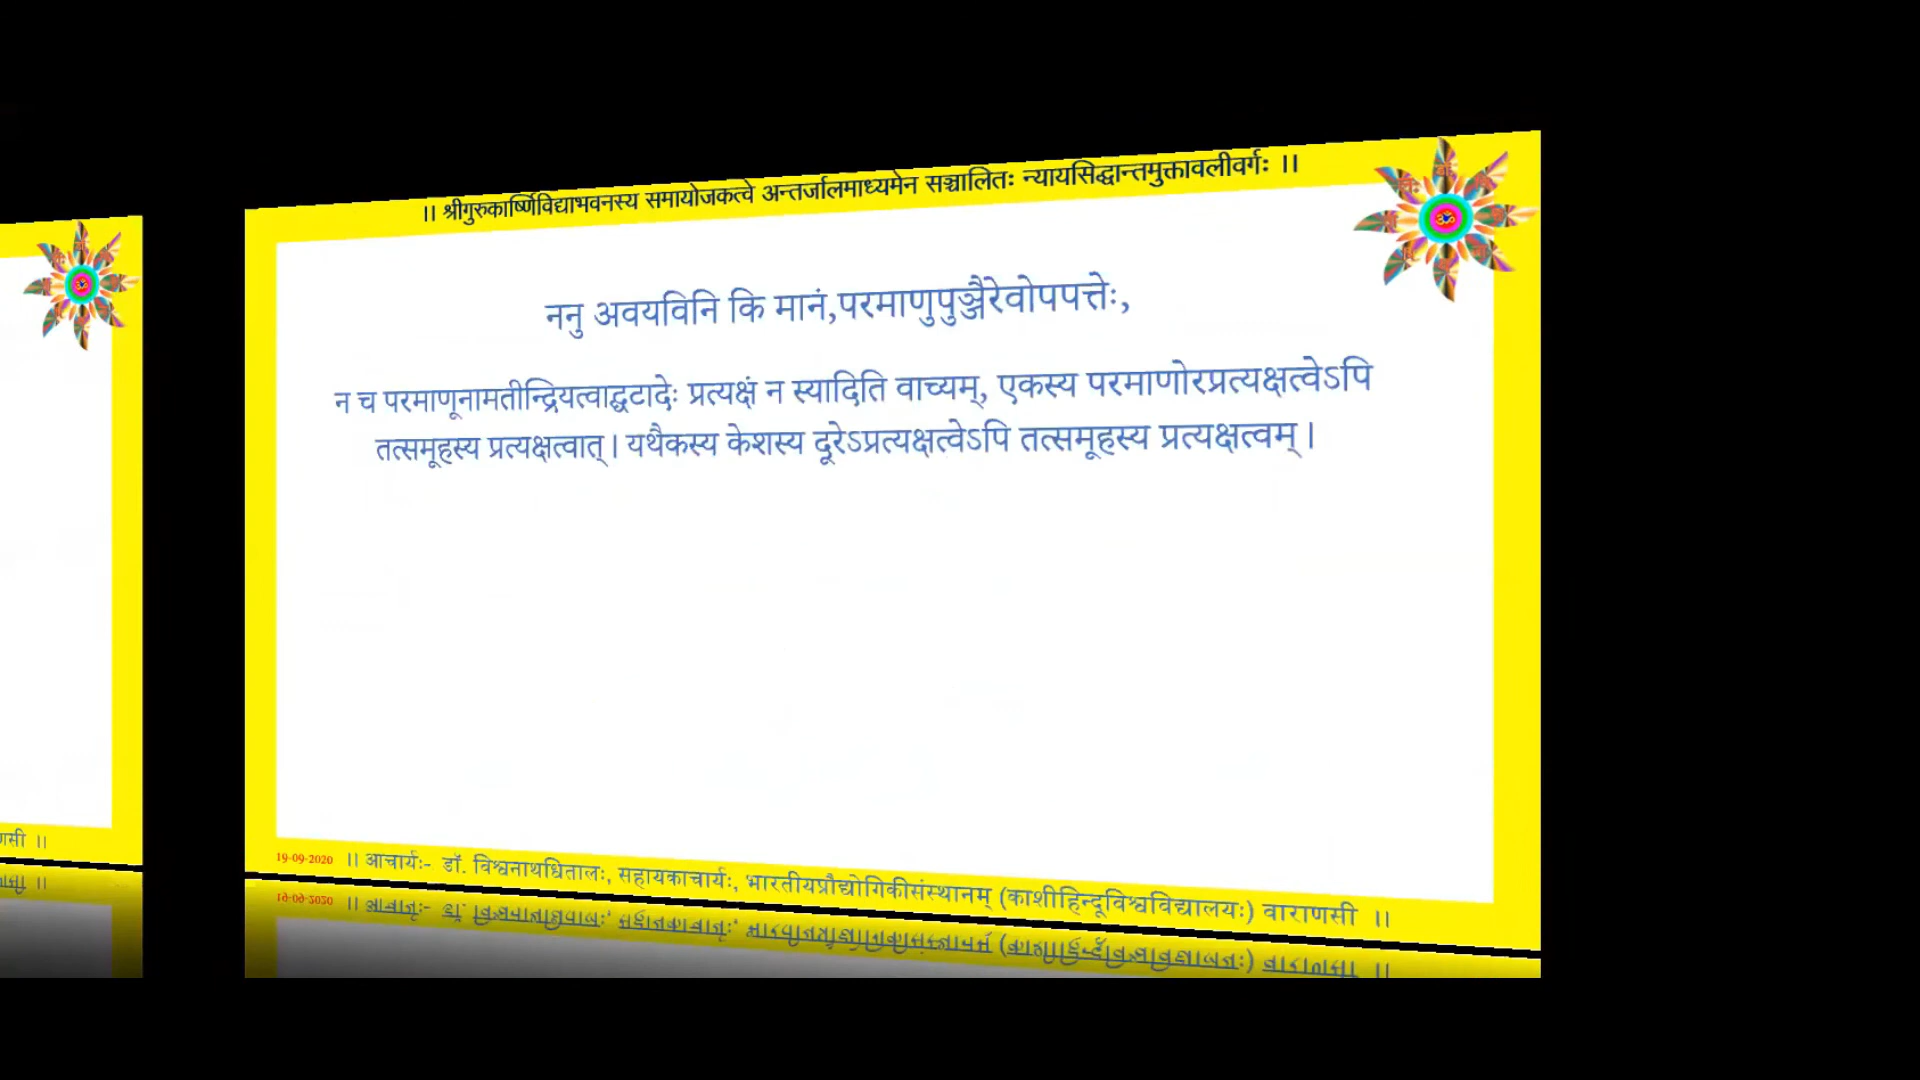 ।। श्रीगुरुकार्ष्णिविद्याभवनस्य समायोजकत्वे अन्तर्जालमाध्यमेन सञ्चालितः न्यायसिद्धान्तमुक्तावलीवर्गः ।।
ननु अवयविनि किं मानं,परमाणुपुञ्जैरेवोपपत्तेः,
न च परमाणूनामतीन्द्रियत्वाद्घटादेः प्रत्यक्षं न स्यादिति वाच्यम्, एकस्य परमाणोरप्रत्यक्षत्वेऽपि
तत्समूहस्य प्रत्यक्षत्वात् । यथैकस्य केशस्य दूरेऽप्रत्यक्षत्वेऽपि तत्समूहस्य प्रत्यक्षत्वम् ।
19-09-2020 ।। आचार्यः- डॉ. विश्वनाथधितालः, सहायकाचार्यः, भारतीयप्रौद्योगिकीसंस्थानम् (काशीहिन्दूविश्वविद्यालयः) वाराणसी ।।